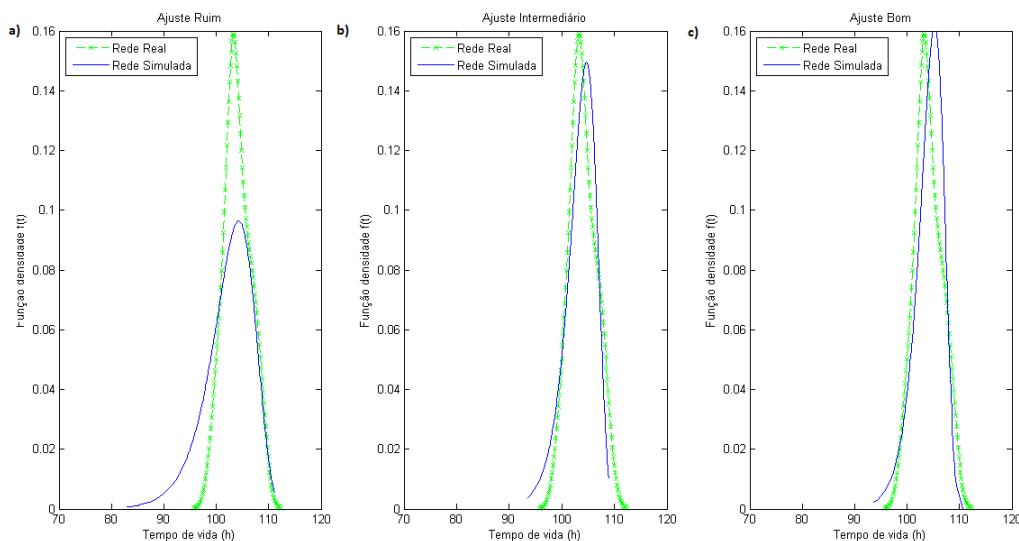 a)
Ajuste Ruim
0.16
0.14
0.12
0.1
0.08
0.06
0.04
0.02
0
Função densidade f(t)
Rede Real
Rede Simulada
70 80 90 100 110 120
Tempo de vida (h)
b)
Ajuste Intermediário
0.16
0.14
0.12
0.1
0.08
0.06
0.04
0.02
0
Função densidade f(t)
Rede Real
Rede Simulada
70 80 90 100 110 120
Tempo de vida (h)
c)
Ajuste Bom
0.16
0.14
0.12
0.1
0.08
0.06
0.04
0.02
0
Função densidade f(t)
Rede Real
Rede Simulada
70 80 90 100 110 120
Tempo de vida (h)